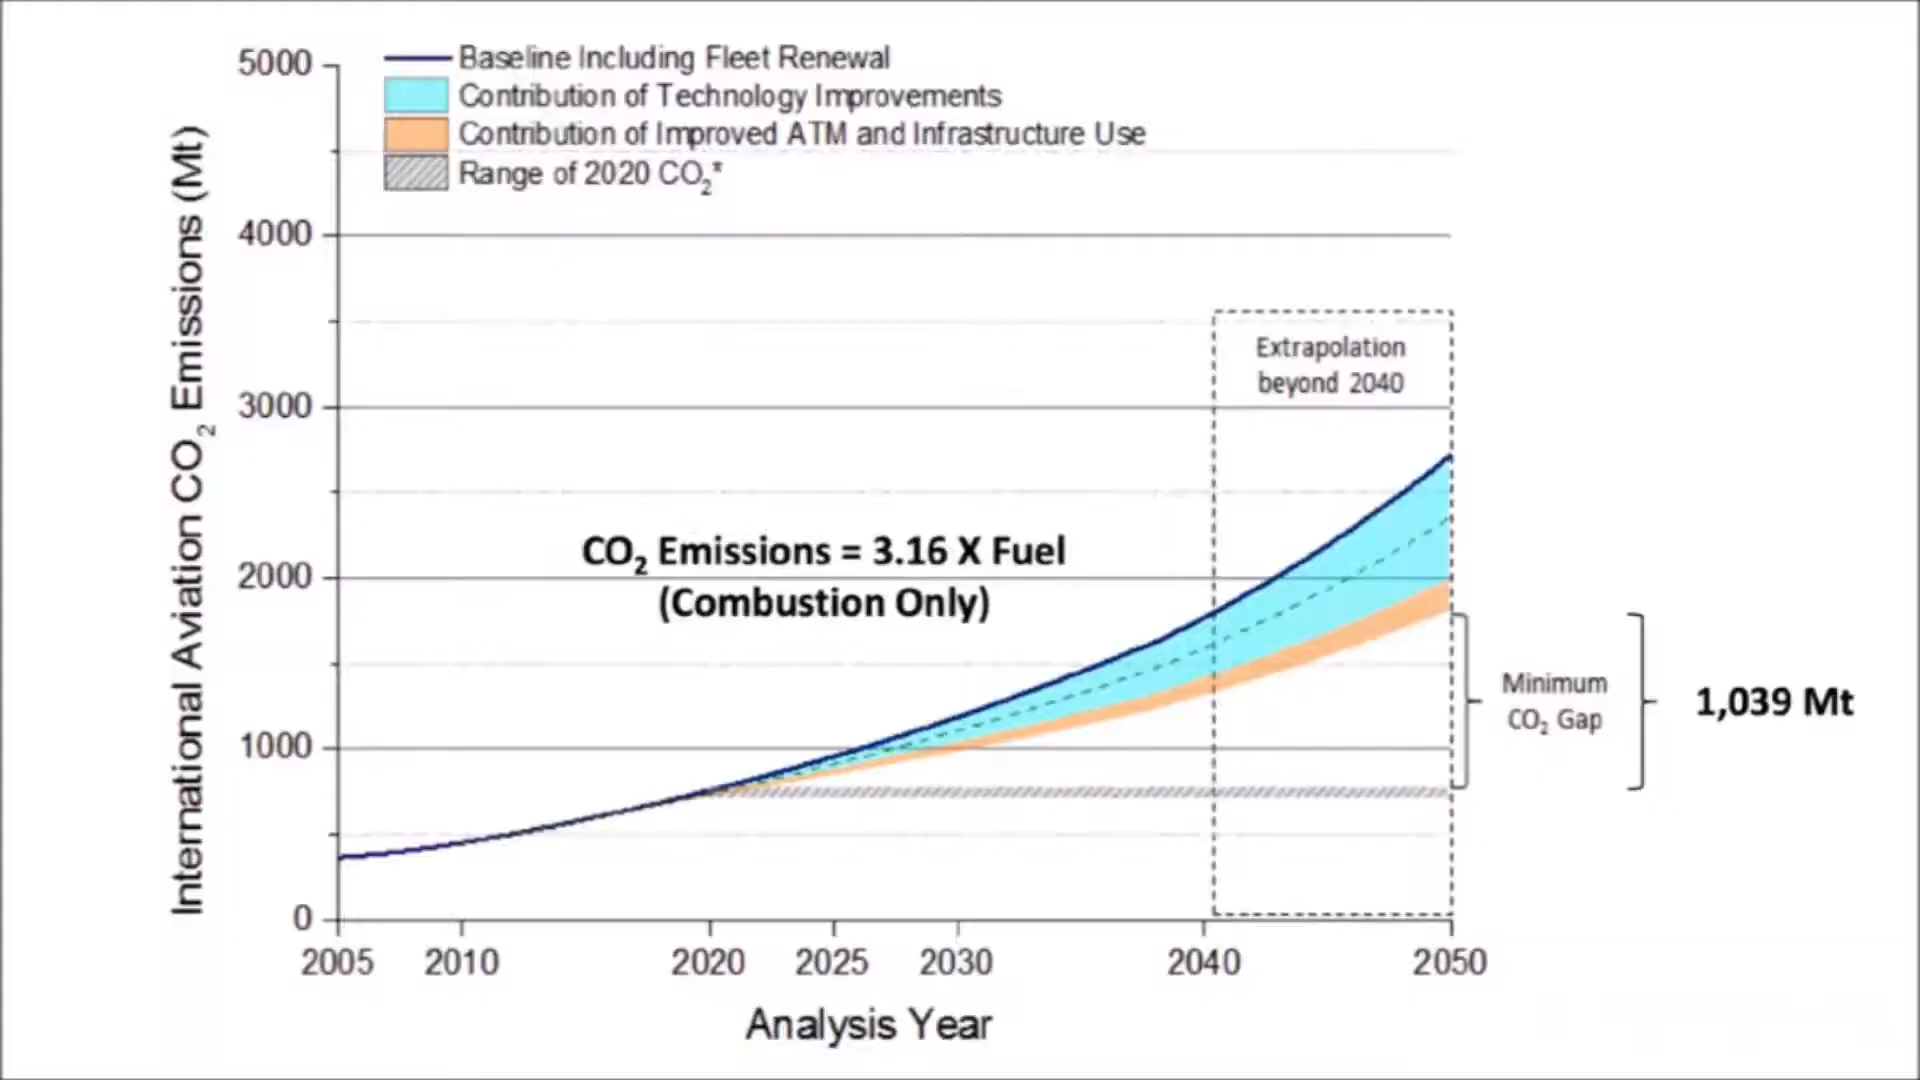 Baseline Including Fleet Renewal
Contribution of Technology Improvements
Contribution of Improved ATM and Infrastructure Use
Range of 2020 CO₂*
International Aviation CO₂ Emissions (Mt)
5000
4000
3000
2000
1000
0
Extrapolation
beyond 2040
CO₂ Emissions = 3.16 X Fuel
(Combustion Only)
Minimum
CO₂ Gap
1,039 Mt
2005 2010 2020 2025 2030 2040 2050
Analysis Year